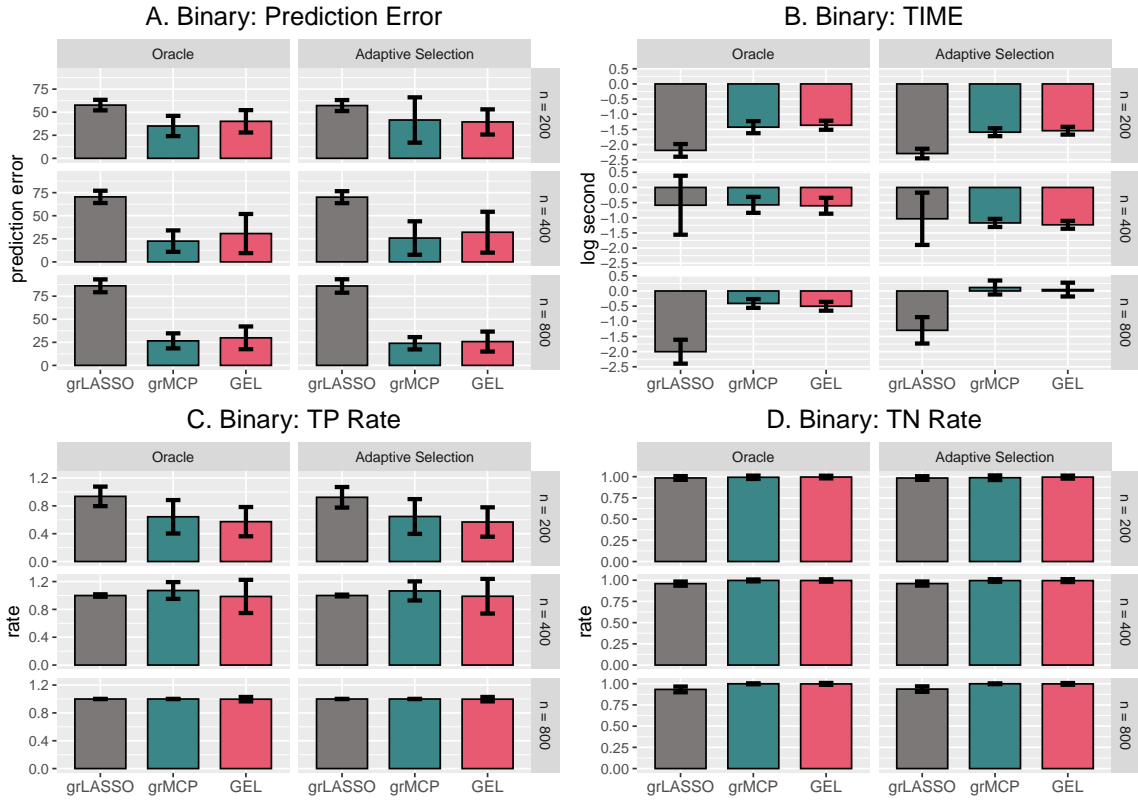 A. Binary: Prediction Error
Oracle
Adaptive Selection
prediction error
75
50
25
0
n = 200
75
50
25
0
n = 400
75
50
25
0
n = 800
grLASSO grMCP GEL grLASSO grMCP GEL
B. Binary: TIME
Oracle
Adaptive Selection
log second
0.5
0.0
−0.5
−1.0
−1.5
−2.0
−2.5
n = 200
0.5
0.0
−0.5
−1.0
−1.5
−2.0
−2.5
n = 400
0.5
0.0
−0.5
−1.0
−1.5
−2.0
−2.5
n = 800
grLASSO grMCP GEL grLASSO grMCP GEL
C. Binary: TP Rate
Oracle
Adaptive Selection
rate
1.2
0.8
0.4
0.0
n = 200
1.2
0.8
0.4
0.0
n = 400
1.2
0.8
0.4
0.0
n = 800
grLASSO grMCP GEL grLASSO grMCP GEL
D. Binary: TN Rate
Oracle
Adaptive Selection
rate
1.00
0.75
0.50
0.25
0.00
n = 200
1.00
0.75
0.50
0.25
0.00
n = 400
1.00
0.75
0.50
0.25
0.00
n = 800
grLASSO grMCP GEL grLASSO grMCP GEL